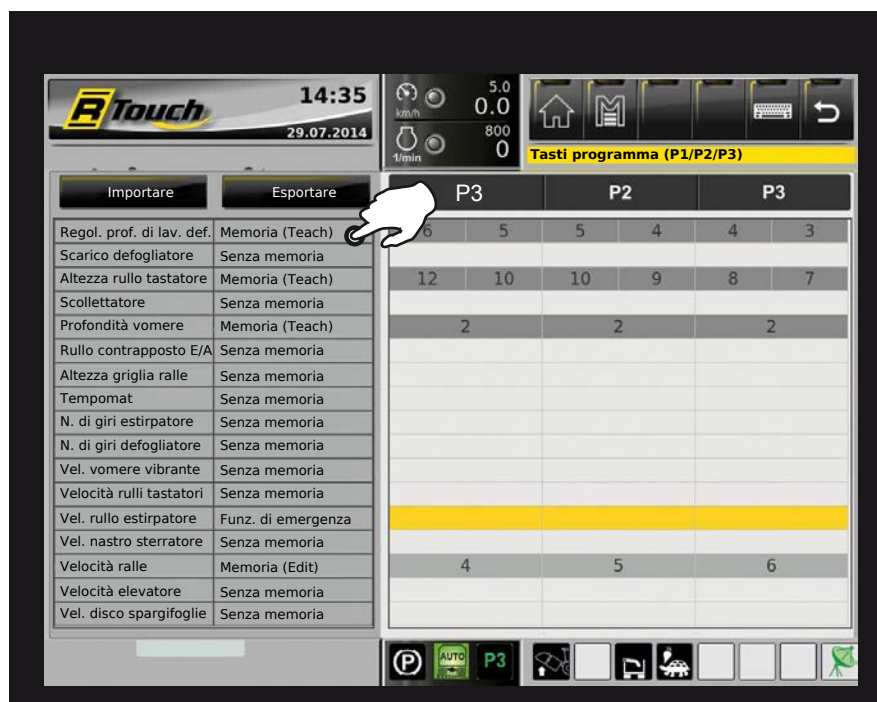 R Touch
14:35
29.07.2014
km/h
5.0
0.0
1/min
800
0
Tasti programma (P1/P2/P3)
Importare
Esportare
P3
P2
P3
Regol. prof. di lav. def. Memoria (Teach) 6 5 5 4 4 3
Scarico defogliatore Senza memoria
Altezza rullo tastatore Memoria (Teach) 12 10 10 9 8 7
Scollettatore Senza memoria
Profondità vomere Memoria (Teach) 2 2 2
Rullo contrapposto E/A Senza memoria
Altezza griglia ralle Senza memoria
Tempomat Senza memoria
N. di giri estirpatore Senza memoria
N. di giri defogliatore Senza memoria
Vel. vomere vibrante Senza memoria
Velocità rulli tastatori Senza memoria
Vel. rullo estirpatore Funz. di emergenza
Vel. nastro sterratore Senza memoria
Velocità ralle Memoria (Edit) 4 5 6
Velocità elevatore Senza memoria
Vel. disco spargifoglie Senza memoria
P
AUTO
P3